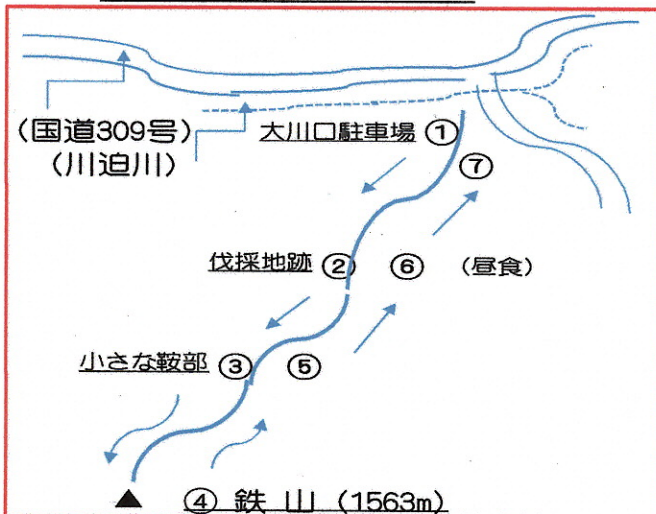 (国道309号)
(川迫川)
大川口駐車場 ①
⑦
伐採地跡 ② ⑥ (昼食)
小さな鞍部 ③ ⑤
④ 鉄山 (1563m)